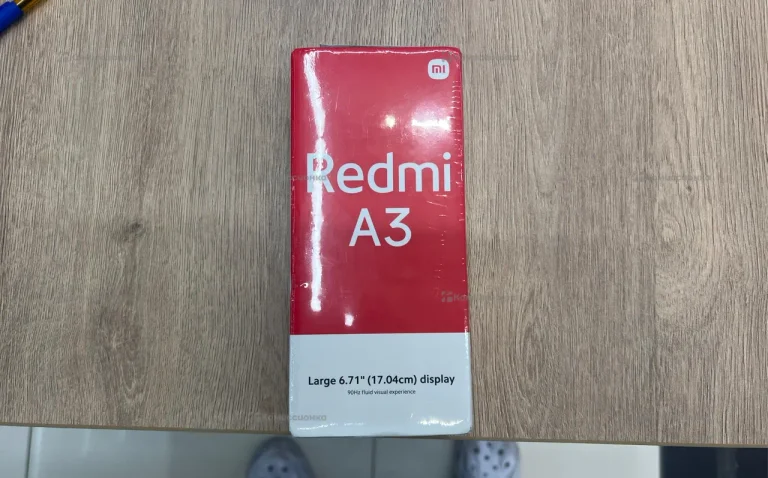 mi
Redmi
A3
Large 6.71" (17.04cm) display
90Hz fluid visual experience